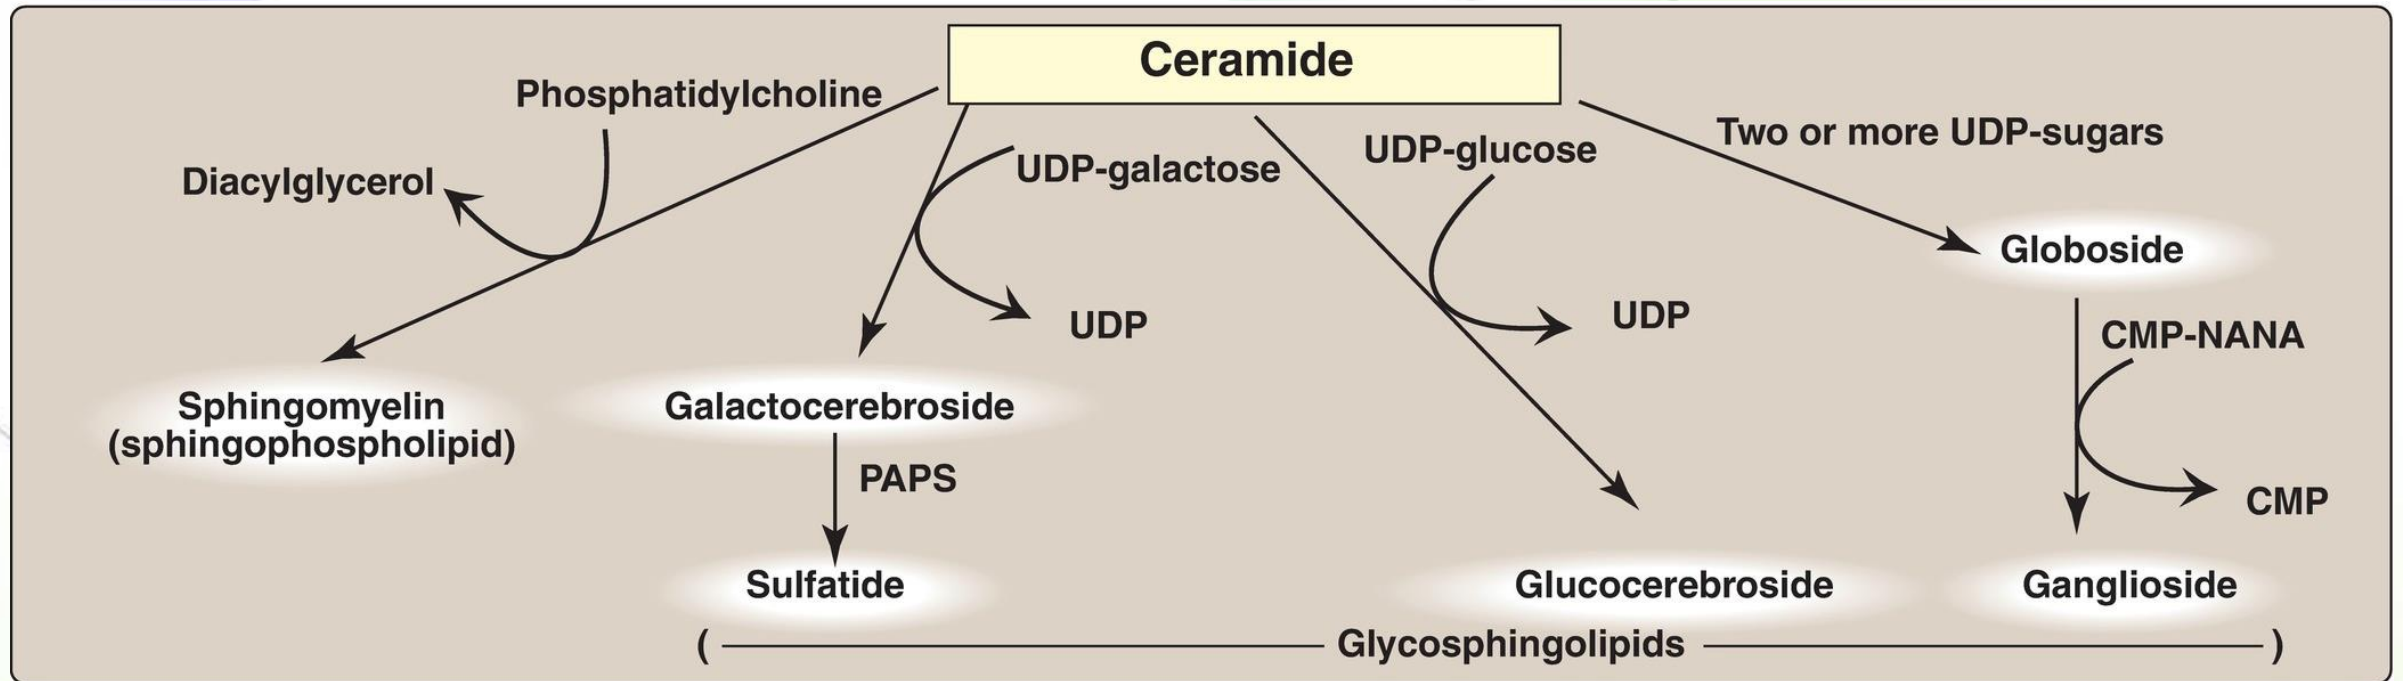 Ceramide
Phosphatidylcholine
Diacylglycerol
UDP-galactose
UDP-glucose
Two or more UDP-sugars
Globoside
UDP
UDP
CMP-NANA
Sphingomyelin
(sphingophospholipid)
Galactocerebroside
PAPS
CMP
Sulfatide
Glucocerebroside
Ganglioside
( Glycosphingolipids )